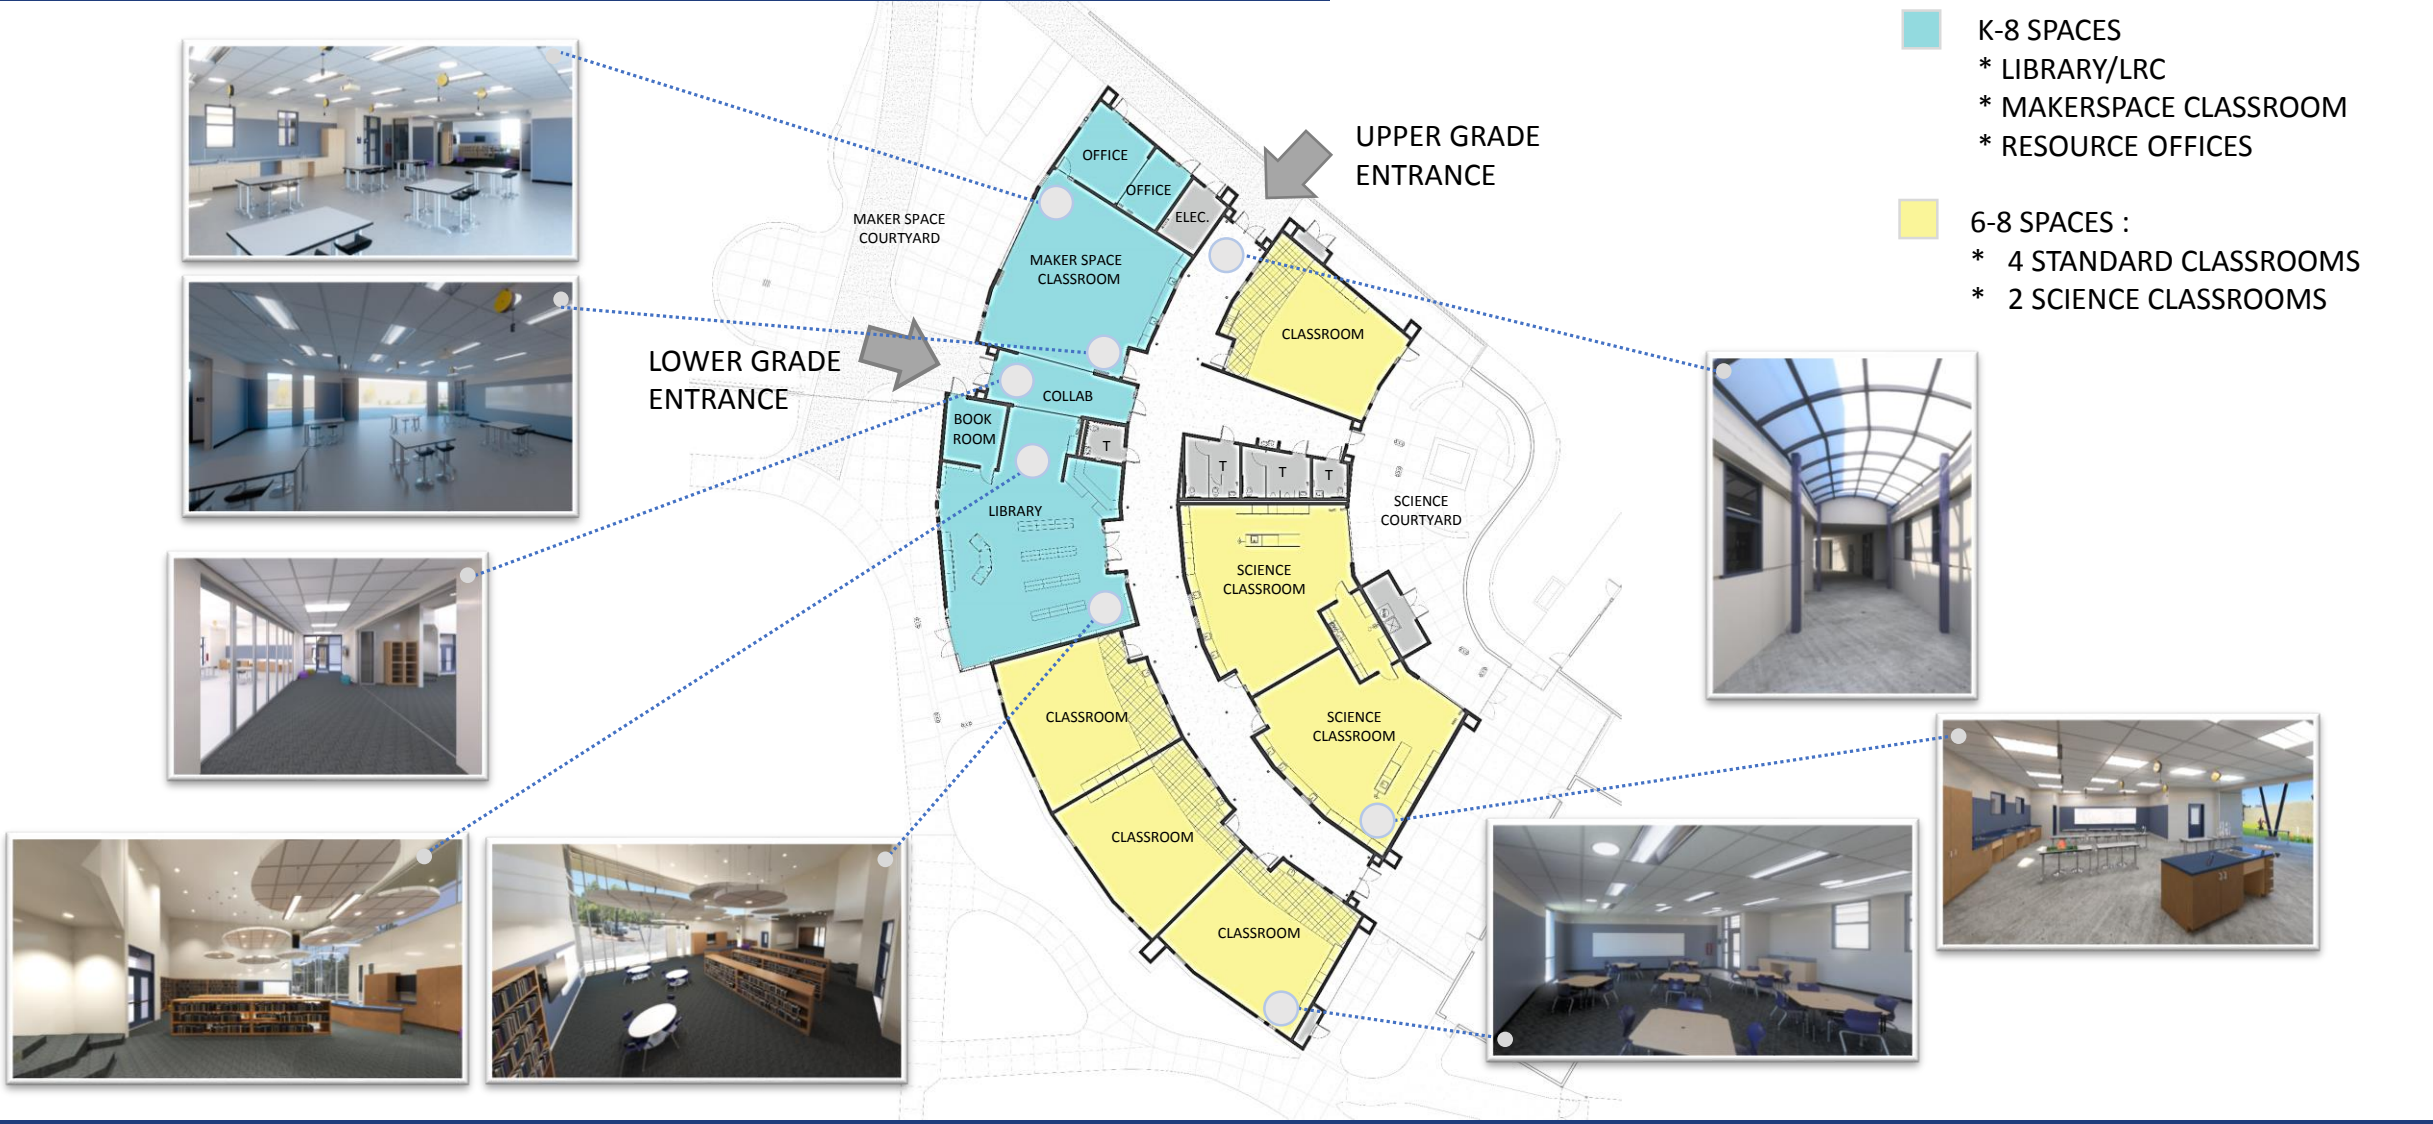 K-8 SPACES
* LIBRARY/LRC
* MAKERSPACE CLASSROOM
* RESOURCE OFFICES
6-8 SPACES :
* 4 STANDARD CLASSROOMS
* 2 SCIENCE CLASSROOMS
UPPER GRADE
ENTRANCE
LOWER GRADE
ENTRANCE
OFFICE
OFFICE
ELEC.
MAKER SPACE
COURTYARD
MAKER SPACE
CLASSROOM
CLASSROOM
COLLAB
BOOK
ROOM
T
T
T
T
LIBRARY
SCIENCE
COURTYARD
SCIENCE
CLASSROOM
SCIENCE
CLASSROOM
CLASSROOM
CLASSROOM
CLASSROOM